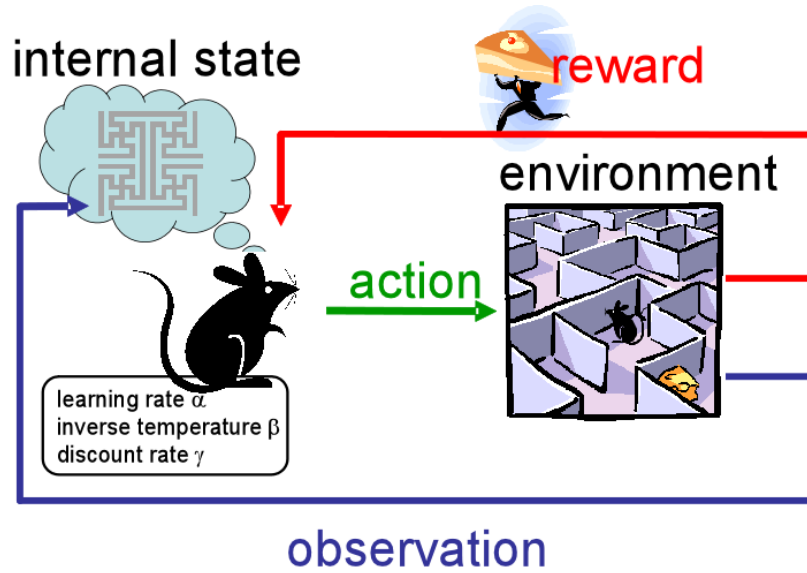 internal state
reward
environment
action
learning rate α
inverse temperature β
discount rate γ
observation